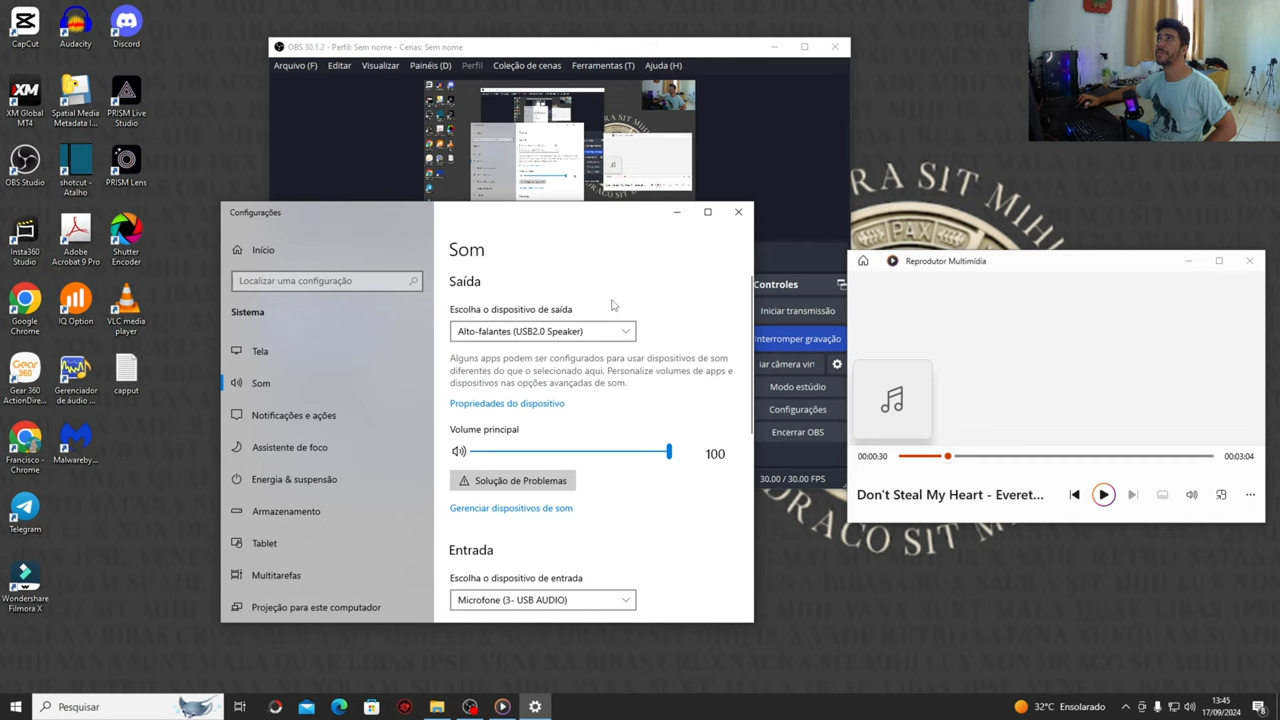 CapCut
Audacity
Discord
XM Global
MT4
Spatial Media
Metadata I...
PRISM Live
Studio
OBS Studio
shotcut -
Atalho
PRISM Lens
Insta360
Studio
Adobe
Acrobat 9 Pro
Shutter
Encoder
Google
Chrome
IQ Option
VLC media
player
Gear 360
ActionDire...
Gerenciador
de áudio ...
capput
Francisco -
Chrome
Malwareby...
Telegram
Wondershare
Filmora X
OBS 30.1.2 - Perfil: Sem nome - Cenas: Sem nome
Arquivo (F) Editar Visualizar Painéis (D) Perfil Coleção de cenas Ferramentas (T) Ajuda (H)
Configurações
Início
Localizar uma configuração
Sistema
Tela
Som
Notificações e ações
Assistente de foco
Energia & suspensão
Armazenamento
Tablet
Multitarefas
Projeção para este computador
Som
Saída
Escolha o dispositivo de saída
Alto-falantes (USB2.0 Speaker)
Alguns apps podem ser configurados para usar dispositivos de som
diferentes do que o selecionado aqui. Personalize volumes de apps e
dispositivos nas opções avançadas de som.
Propriedades do dispositivo
Volume principal
100
Solução de Problemas
Gerenciar dispositivos de som
Entrada
Escolha o dispositivo de entrada
Microfone (3- USB AUDIO)
Controles
Iniciar transmissão
Interromper gravação
iar câmera virt
Modo estúdio
Configurações
Encerrar OBS
30.00 / 30.00 FPS
RA SIT MIHI
PAX
DRACO SIT MIHI
Reprodutor Multimídia
00:00:30
00:03:04
Don't Steal My Heart - Everet...
Pesquisar
32°C Ensolarado
13:45
17/09/2024
8